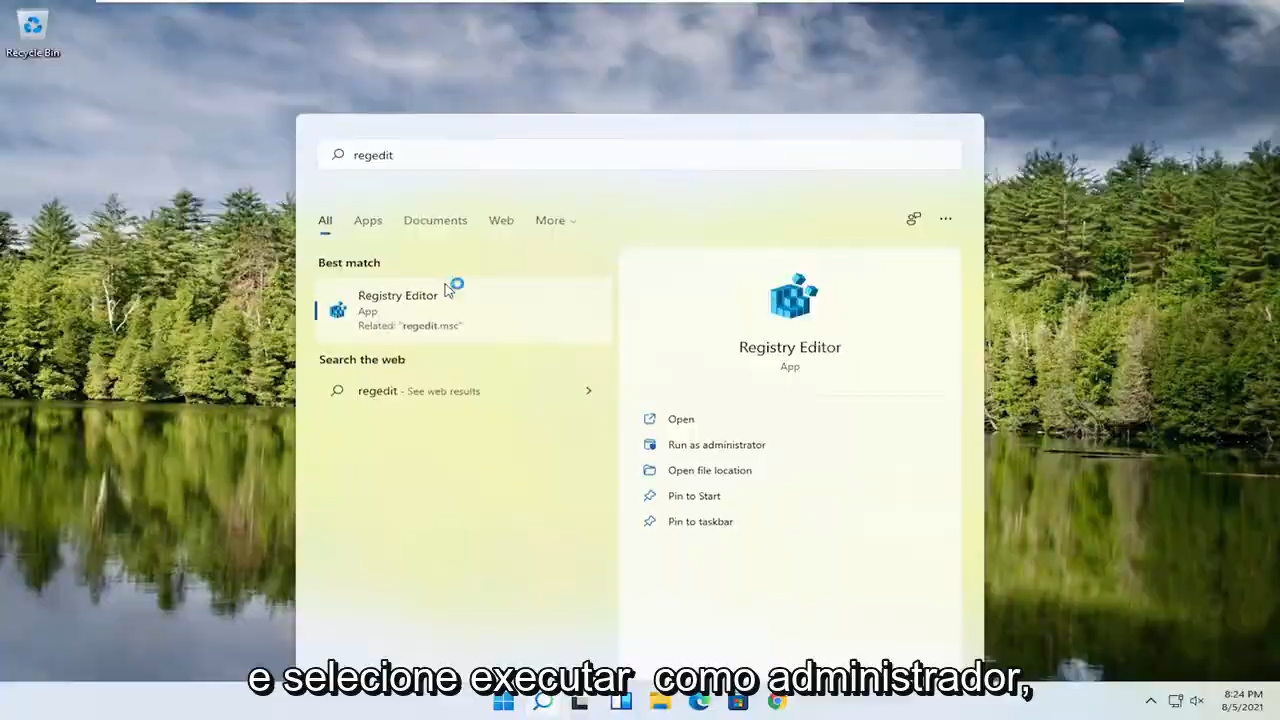 Recycle Bin
regedit
All Apps Documents Web More
Best match
Registry Editor
App
Related: "regedit.msc"
Search the web
regedit - See web results
Registry Editor
App
Open
Run as administrator
Open file location
Pin to Start
Pin to taskbar
e selecione executar como administrador,
8:24 PM
8/5/2021